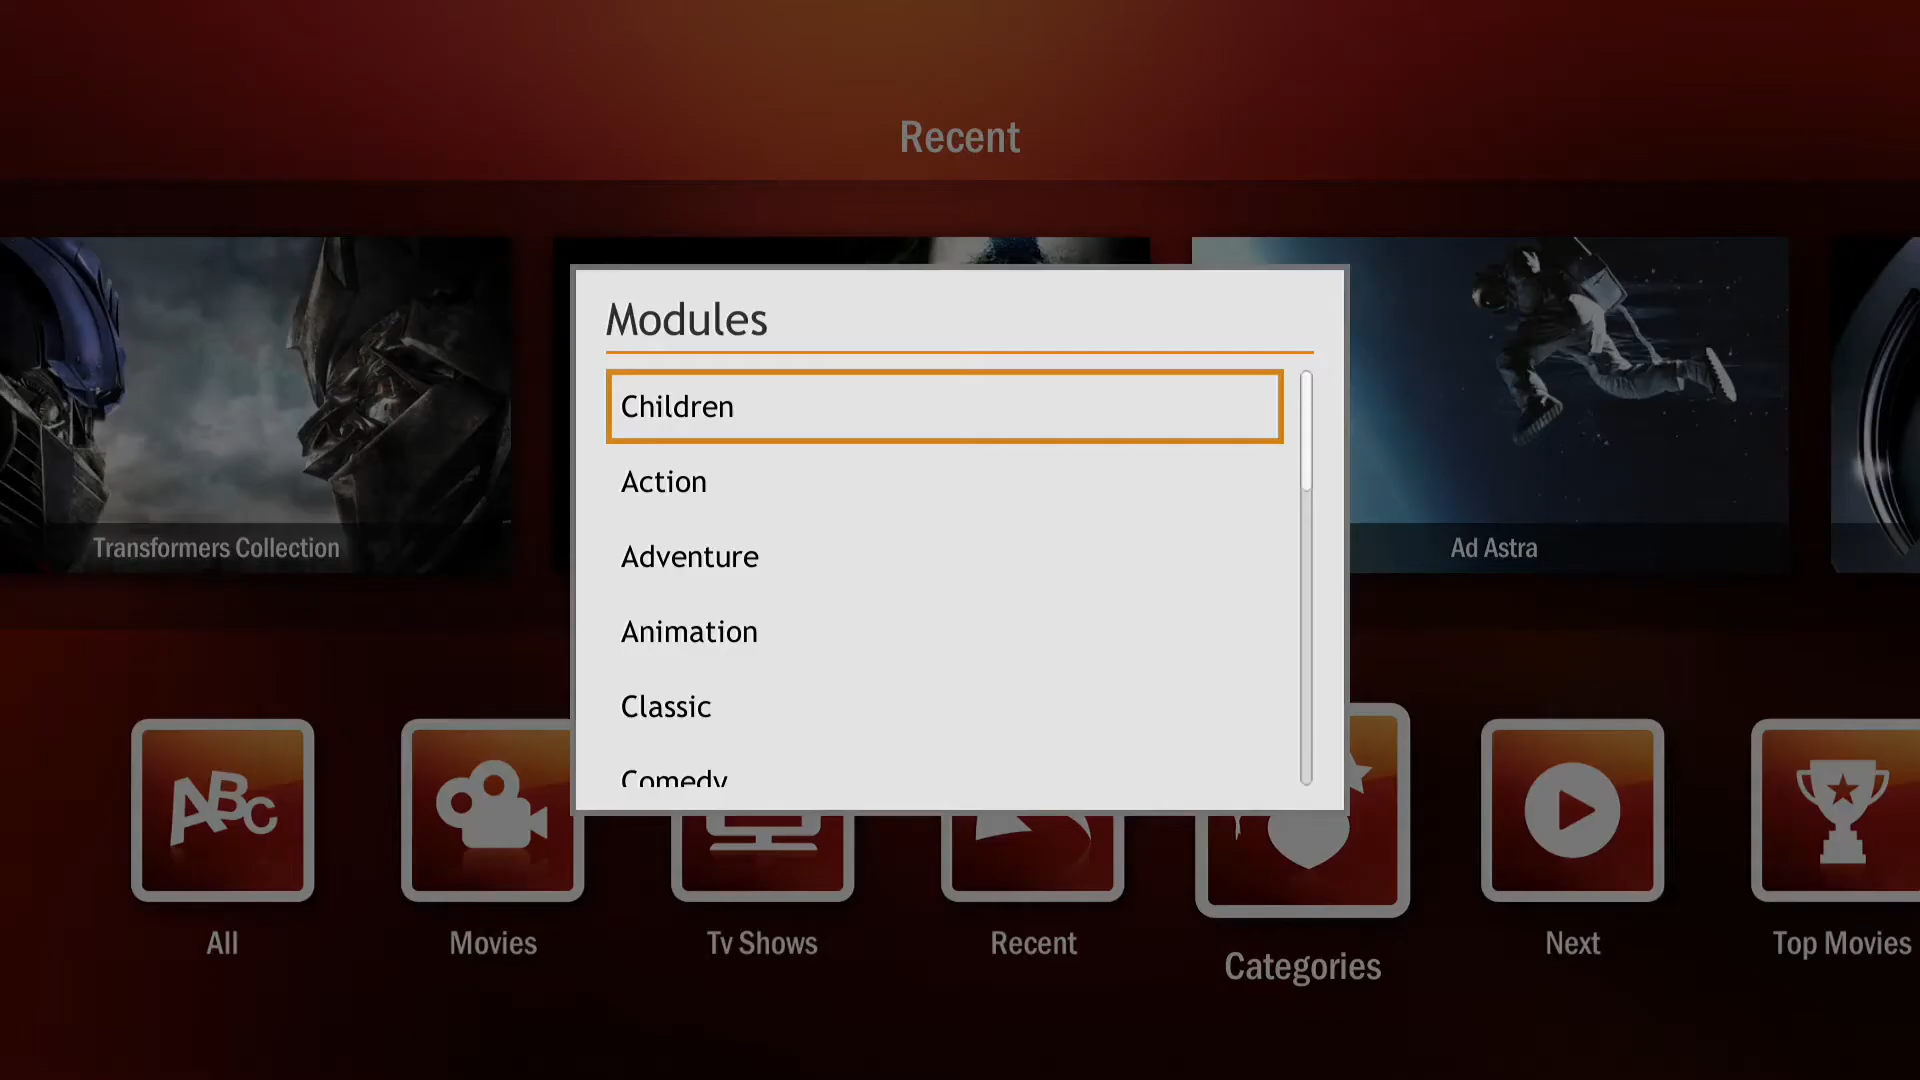 Recent
Modules
Children
Action
Adventure
Animation
Classic
Comedy
Transformers Collection
Ad Astra
ABC
All
Movies
Tv Shows
Recent
Categories
Next
Top Movies